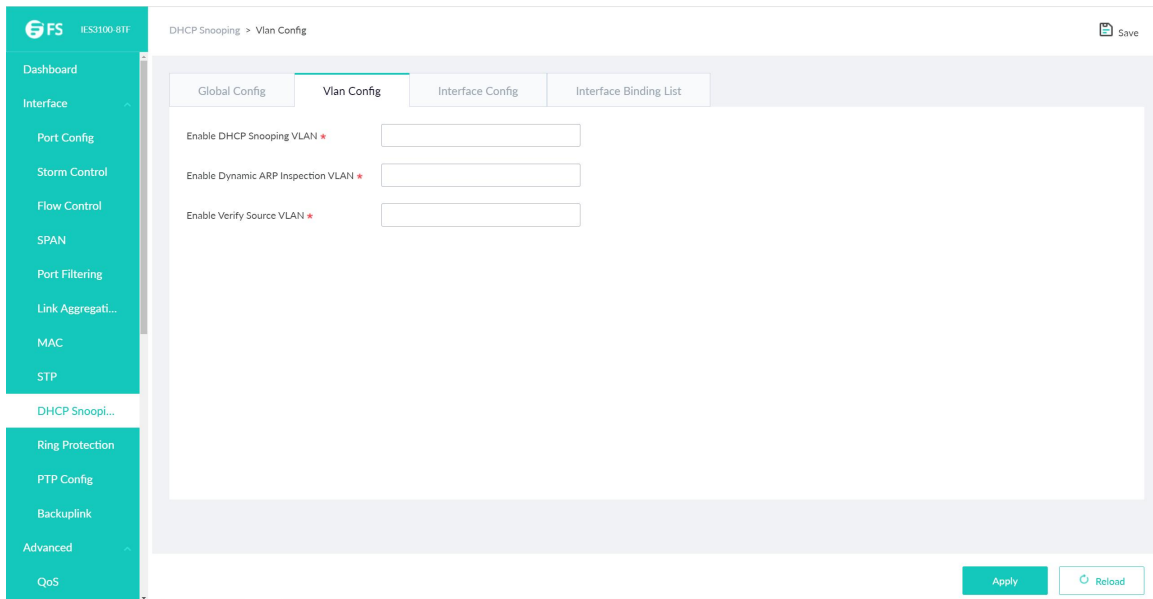 FS IES3100-8TF
DHCP Snooping > Vlan Config
Save
Dashboard
Interface
Port Config
Storm Control
Flow Control
SPAN
Port Filtering
Link Aggregati...
MAC
STP
DHCP Snoopi...
Ring Protection
PTP Config
Backuplink
Advanced
QoS
Global Config
Vlan Config
Interface Config
Interface Binding List
Enable DHCP Snooping VLAN *
Enable Dynamic ARP Inspection VLAN *
Enable Verify Source VLAN *
Apply
Reload